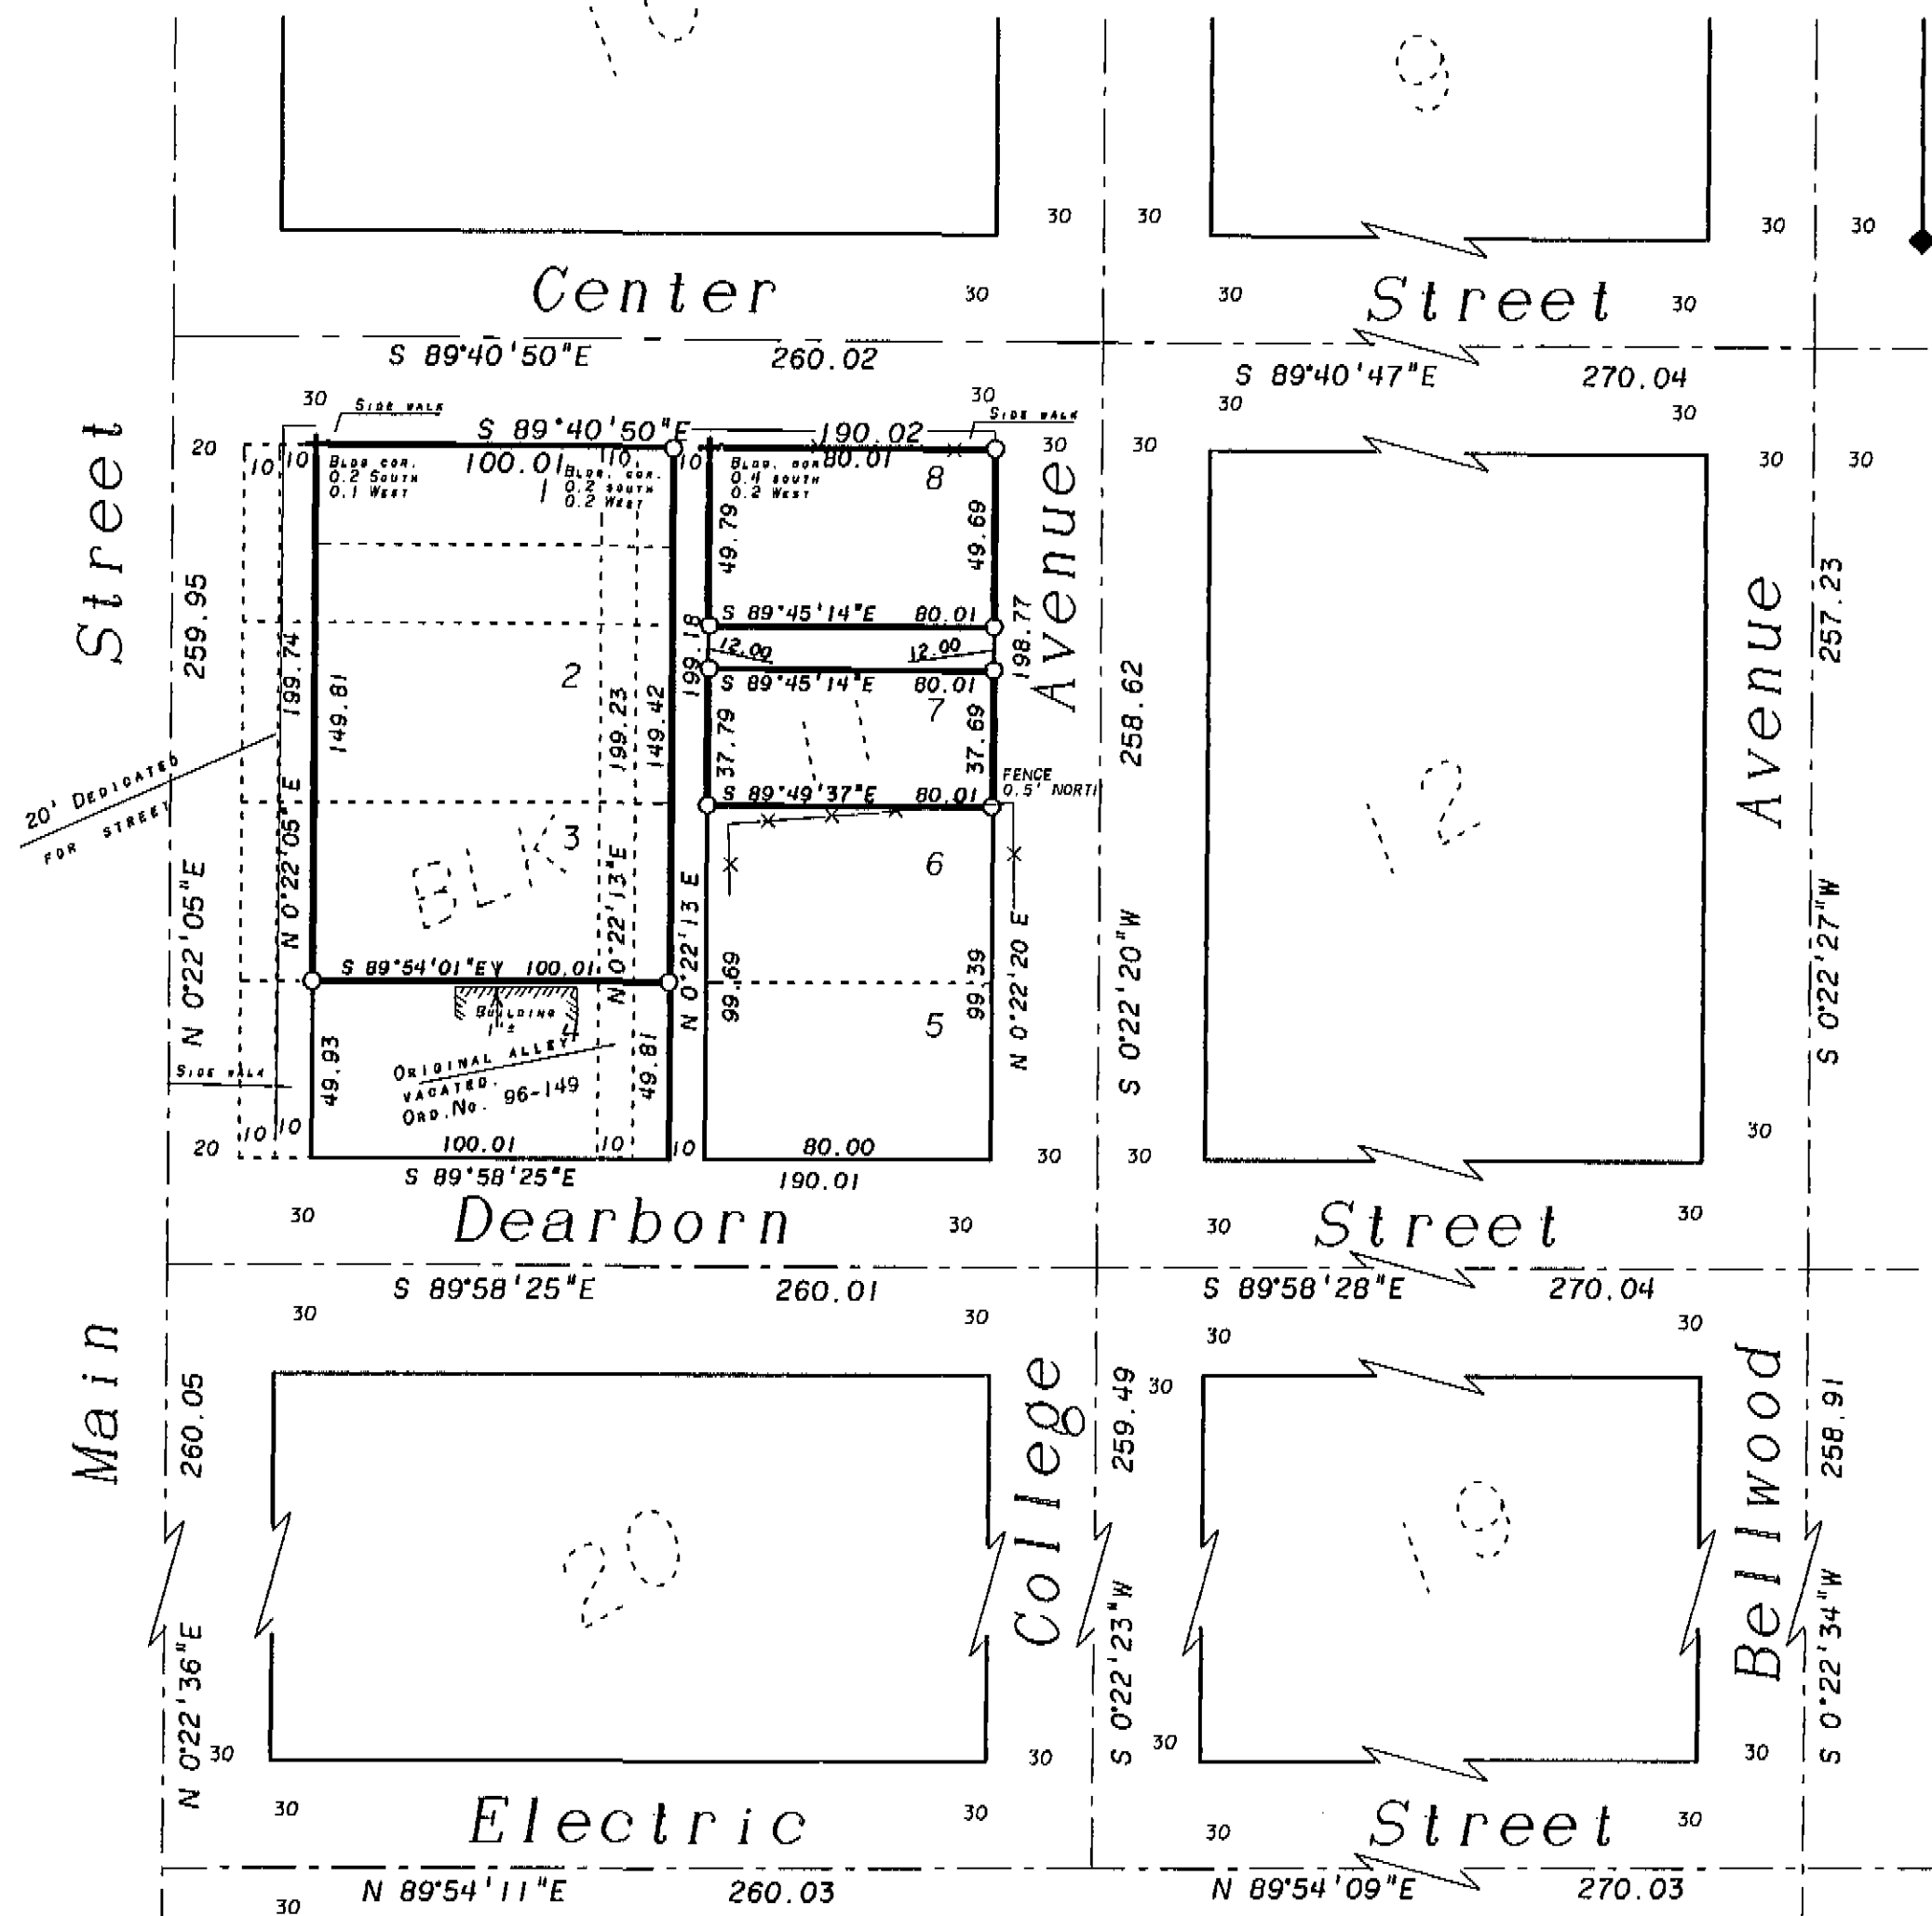 10
9
30 30 30 30
Center 30 30 Street 30
S 89°40'50"E 260.02
S 89°40'47"E 270.04
30 30 30 30
SIDE WALK
SIDE WALK
S 89°40'50"E 190.02
20 10 10 100.01 10 10 80.01 30 30 30 30
BLDG COR.
0.2 SOUTH
0.1 WEST
BLDG. COR.
0.2 SOUTH
0.2 WEST
BLDG. COR
0.4 SOUTH
0.2 WEST
1
8
49.79
49.69
S 89°45'14"E 80.01
12.00 12.00
S 89°45'14"E 80.01
2
7
37.79
37.69
S 89°49'37"E 80.01
FENCE
0.5' NORTH
259.95
199.74
149.81
199.23
149.42
199.18
198.77
258.62
257.23
20' DEDICATED
FOR STREET
N 0°22'05"E
N 0°22'05"E
BLK 11
3
6
12
N 0°22'13"E
N 0°22'13 E
N 0°22'20 E
S 0°22'20"W
S 0°22'27"W
S 89°54'01"E 100.01
BUILDING
1'±
4
5
99.69
99.39
49.93
49.81
ORIGINAL ALLEY
VACATED.
ORD. NO. 96-149
SIDE WALK
20 10 10 100.01 10 10 80.00 30 30 30
S 89°58'25"E 190.01
30 Dearborn 30 30 Street 30
S 89°58'25"E 260.01
S 89°58'28"E 270.04
30 30 30 30
Main Street
College Avenue
Bellwood Avenue
260.05
259.49
30
258.91
20
19
N 0°22'36"E
S 0°22'23"W
S 0°22'34"W
30 30 30 30
30 Electric 30 30 Street 30
N 89°54'11"E 260.03
N 89°54'09"E 270.03
30